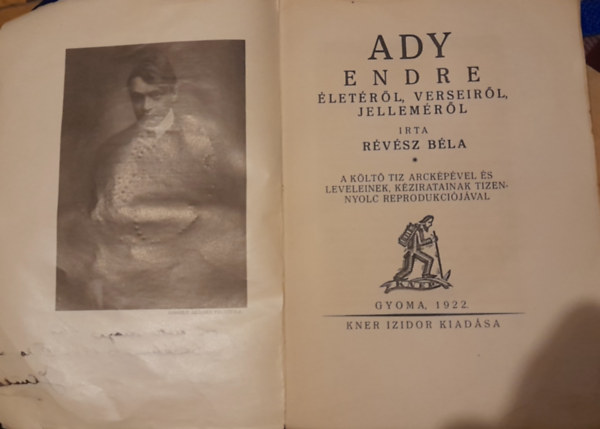 ADY
ENDRE
ÉLETÉRŐL, VERSEIRŐL,
JELLEMÉRŐL
IRTA
RÉVÉSZ BÉLA
*
A KÖLTŐ TIZ ARCKÉPÉVEL ÉS
LEVELEINEK, KÉZIRATAINAK TIZEN-
NYOLC REPRODUKCIÓJÁVAL
KNER
GYOMA, 1922.
KNER IZIDOR KIADÁSA